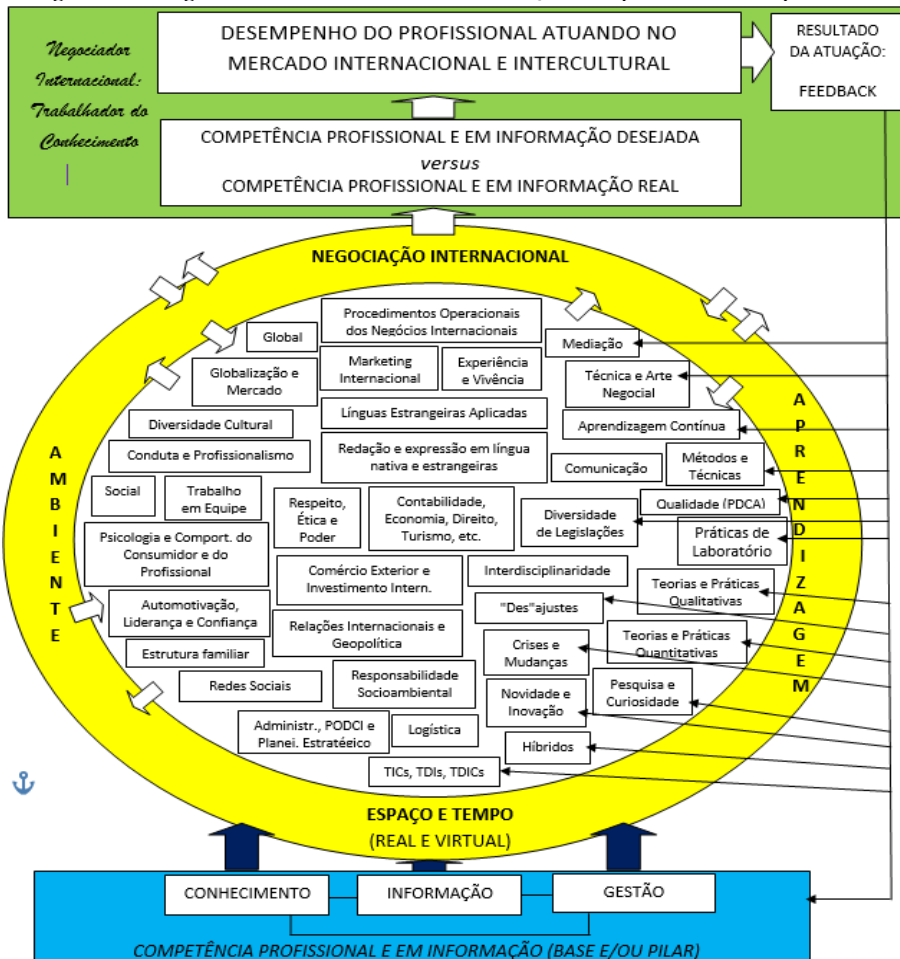 Negociador
Internacional:
Trabalhador do
Conhecimento
DESEMPENHO DO PROFISSIONAL ATUANDO NO
MERCADO INTERNACIONAL E INTERCULTURAL
RESULTADO
DA ATUAÇÃO:
FEEDBACK
COMPETÊNCIA PROFISSIONAL E EM INFORMAÇÃO DESEJADA
versus
COMPETÊNCIA PROFISSIONAL E EM INFORMAÇÃO REAL
NEGOCIAÇÃO INTERNACIONAL
AMBIENTE
APRENDIZAGEM
Procedimentos Operacionais
dos Negócios Internacionais
Global
Mediação
Globalização e
Mercado
Marketing
Internacional
Experiência
e Vivência
Técnica e Arte
Negocial
Línguas Estrangeiras Aplicadas
Diversidade Cultural
Aprendizagem Contínua
Conduta e Profissionalismo
Redação e expressão em língua
nativa e estrangeiras
Comunicação
Métodos e
Técnicas
Social
Trabalho
em Equipe
Respeito,
Ética e
Poder
Contabilidade,
Economia, Direito,
Turismo, etc.
Diversidade
de Legislações
Qualidade (PDCA)
Práticas de
Laboratório
Psicologia e Comport. do
Consumidor e do
Profissional
Comércio Exterior e
Investimento Intern.
Interdisciplinaridade
Teorias e Práticas
Qualitativas
Automotivação,
Liderança e Confiança
Relações Internacionais e
Geopolítica
"Des"ajustes
Teorias e Práticas
Quantitativas
Estrutura familiar
Crises e
Mudanças
Redes Sociais
Responsabilidade
Socioambiental
Novidade e
Inovação
Pesquisa e
Curiosidade
Administr., PODCI e
Planei. Estratégico
Logística
Híbridos
TICs, TDIs, TDICs
ESPAÇO E TEMPO
(REAL E VIRTUAL)
CONHECIMENTO
INFORMAÇÃO
GESTÃO
COMPETÊNCIA PROFISSIONAL E EM INFORMAÇÃO (BASE E/OU PILAR)